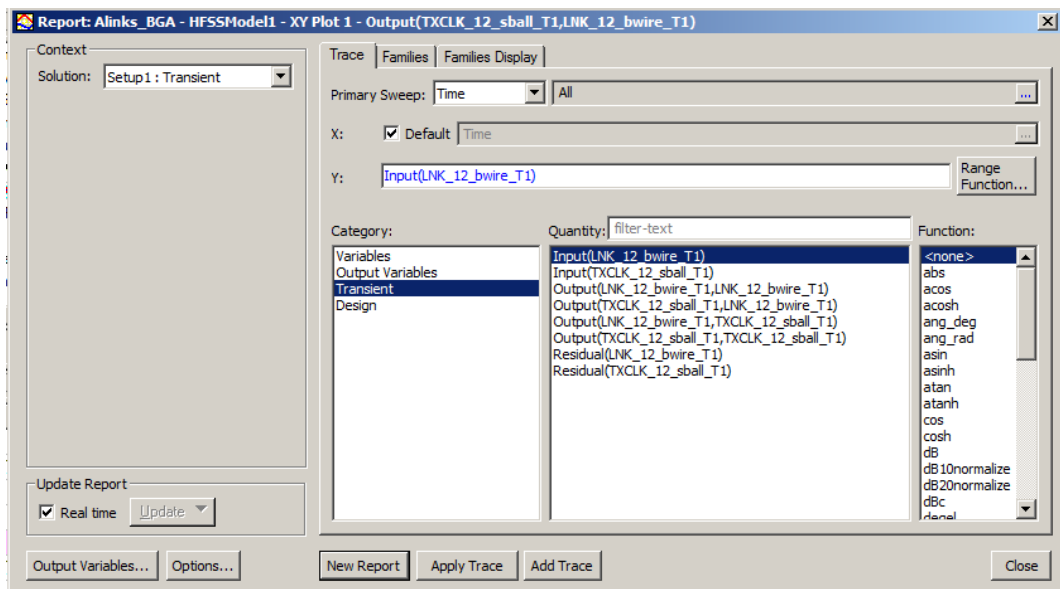 Report: Alinks_BGA - HFSSModel1 - XY Plot 1 - Output(TXCLK_12_sball_T1,LNK_12_bwire_T1)
Context
Solution: Setup1 : Transient
Trace Families Families Display
Primary Sweep: Time All ...
X: Default Time ...
Y: Input(LNK_12_bwire_T1) Range Function...
Category:
Variables
Output Variables
Transient
Design
Quantity: filter-text
Input(LNK_12_bwire_T1)
Input(TXCLK_12_sball_T1)
Output(LNK_12_bwire_T1,LNK_12_bwire_T1)
Output(TXCLK_12_sball_T1,LNK_12_bwire_T1)
Output(LNK_12_bwire_T1,TXCLK_12_sball_T1)
Output(TXCLK_12_sball_T1,TXCLK_12_sball_T1)
Residual(LNK_12_bwire_T1)
Residual(TXCLK_12_sball_T1)
Function:
<none>
abs
acos
acosh
ang_deg
ang_rad
asin
asinh
atan
atanh
cos
cosh
dB
dB10normalize
dB20normalize
dBc
Update Report
Real time Update
Output Variables... Options... New Report Apply Trace Add Trace Close